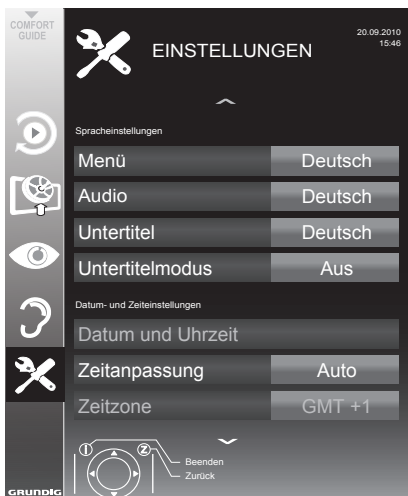 COMFORT
GUIDE
EINSTELLUNGEN
20.09.2010
15:46
Spracheinstellungen
Menü Deutsch
Audio Deutsch
Untertitel Deutsch
Untertitelmodus Aus
Datum- und Zeiteinstellungen
Datum und Uhrzeit
Zeitanpassung Auto
Zeitzone GMT +1
Beenden
Zurück
GRUNDIG